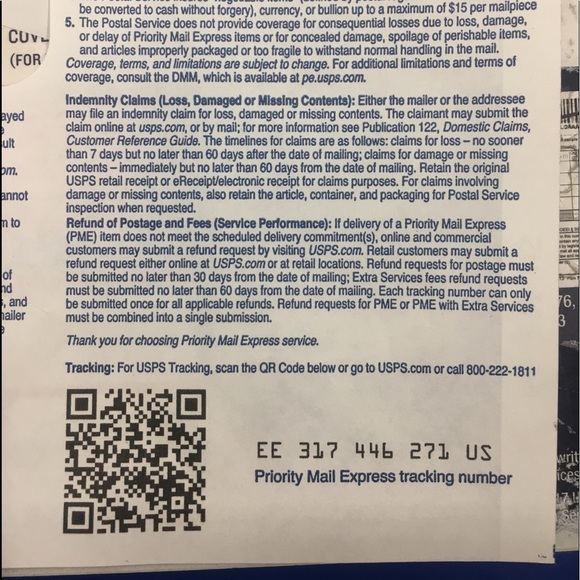 be converted to cash without forgery), currency, or bullion up to a maximum of $15 per mailpiece
5. The Postal Service does not provide coverage for consequential losses due to loss, damage,
or delay of Priority Mail Express items or for concealed damage, spoilage of perishable items,
and articles improperly packaged or too fragile to withstand normal handling in the mail.
Coverage, terms, and limitations are subject to change. For additional limitations and terms of
coverage, consult the DMM, which is available at pe.usps.com.
Indemnity Claims (Loss, Damaged or Missing Contents): Either the mailer or the addressee
may file an indemnity claim for loss, damaged or missing contents. The claimant may submit the
claim online at usps.com, or by mail; for more information see Publication 122, Domestic Claims,
Customer Reference Guide. The timelines for claims are as follows: claims for loss – no sooner
than 7 days but no later than 60 days after the date of mailing; claims for damage or missing
contents – immediately but no later than 60 days from the date of mailing. Retain the original
USPS retail receipt or eReceipt/electronic receipt for claims purposes. For claims involving
damage or missing contents, also retain the article, container, and packaging for Postal Service
inspection when requested.
Refund of Postage and Fees (Service Performance): If delivery of a Priority Mail Express
(PME) item does not meet the scheduled delivery commitment(s), online and commercial
customers may submit a refund request by visiting USPS.com. Retail customers may submit a
refund request either online at USPS.com or at retail locations. Refund requests for postage must
be submitted no later than 30 days from the date of mailing; Extra Services fees refund requests
must be submitted no later than 60 days from the date of mailing. Each tracking number can only
be submitted once for all applicable refunds. Refund requests for PME or PME with Extra Services
must be combined into a single submission.
Thank you for choosing Priority Mail Express service.
Tracking: For USPS Tracking, scan the QR Code below or go to USPS.com or call 800-222-1811
EE 317 446 271 US
Priority Mail Express tracking number
(FOR
of
, and